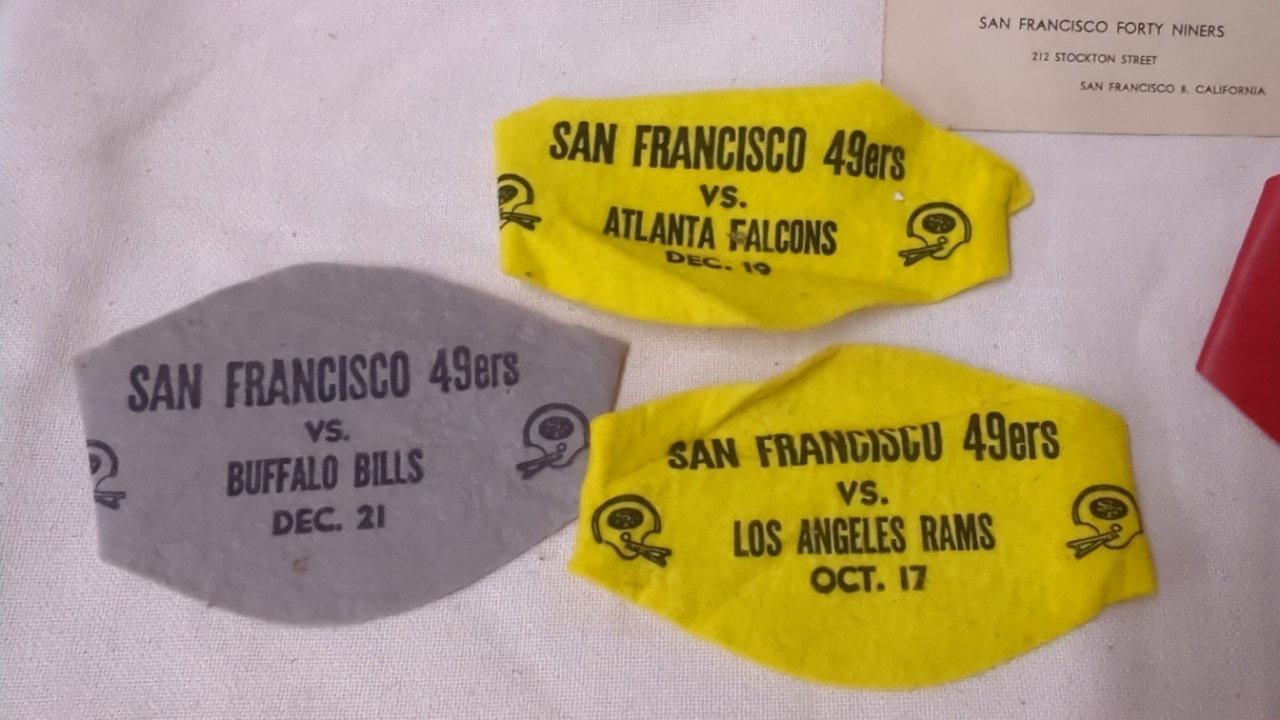 SAN FRANCISCO FORTY NINERS
212 STOCKTON STREET
SAN FRANCISCO 8, CALIFORNIA
SAN FRANCISCO 49ers
VS.
ATLANTA FALCONS
DEC. 19
SAN FRANCISCO 49ers
VS.
BUFFALO BILLS
DEC. 21
SAN FRANCISCO 49ers
VS.
LOS ANGELES RAMS
OCT. 17